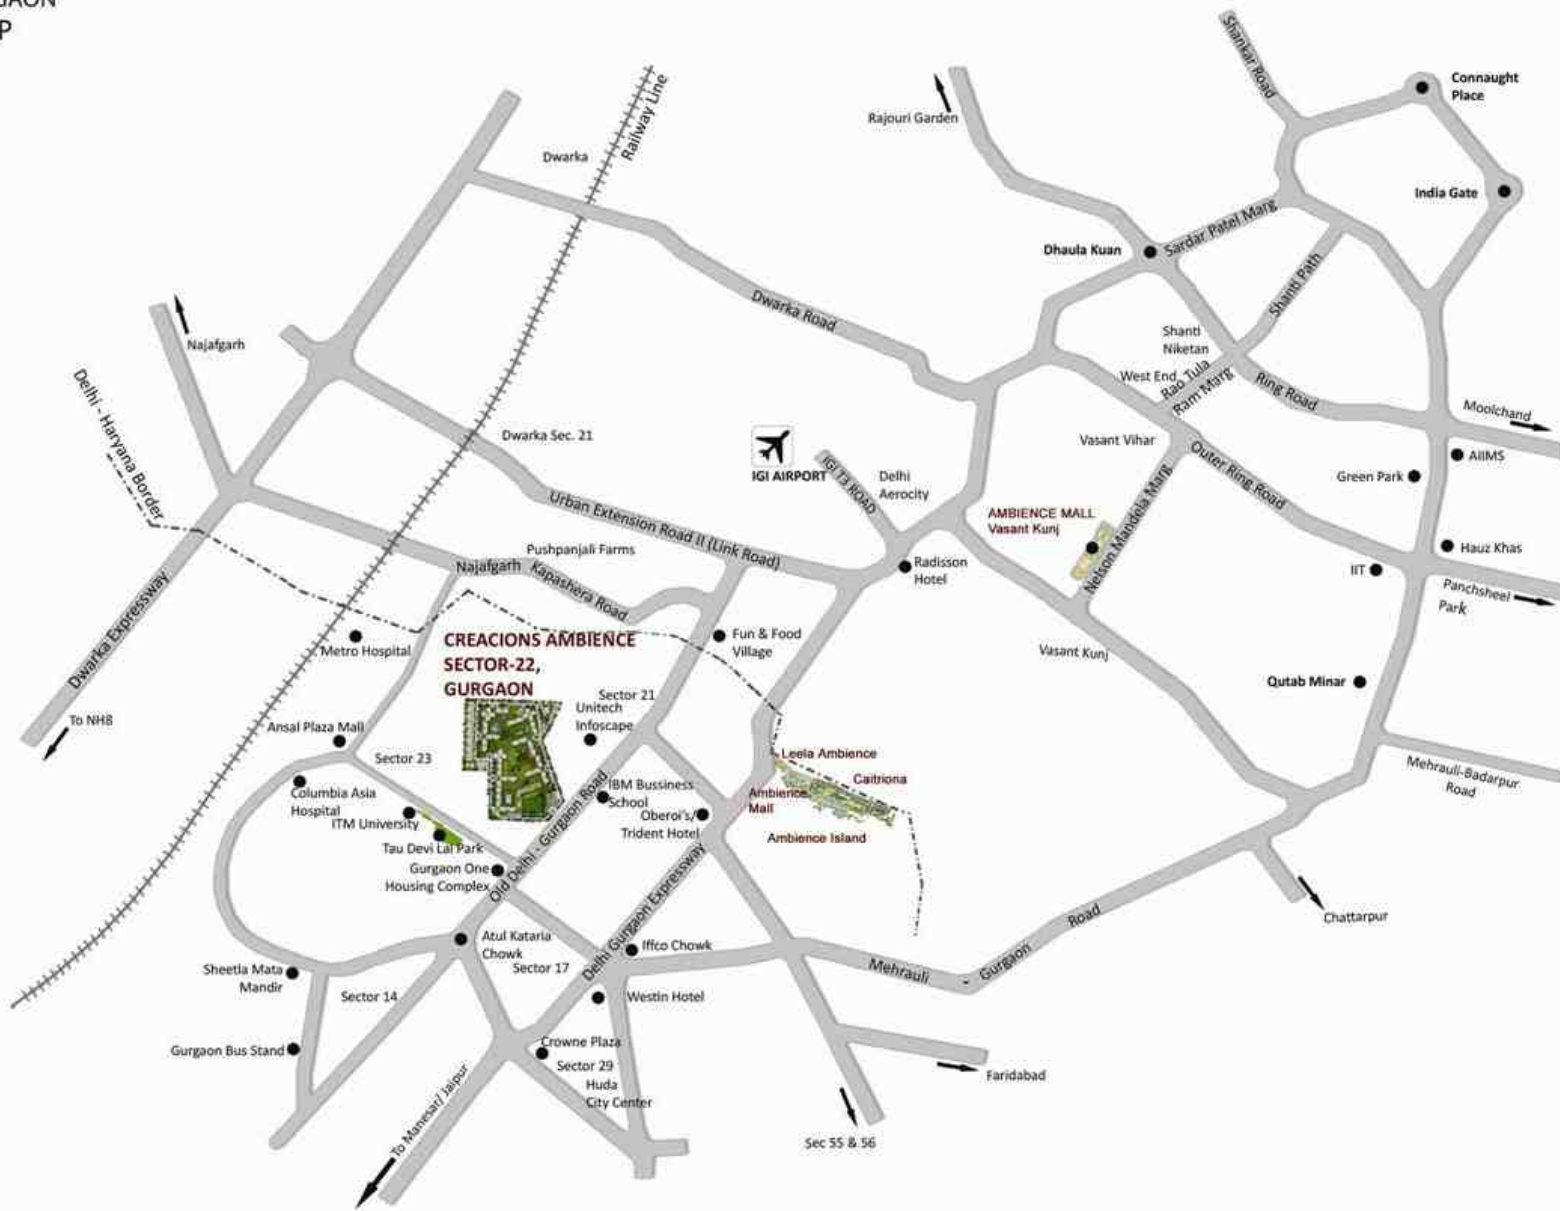 GAON
P
Shankar Road
Connaught
Place
Railway Line
Rajouri Garden
Dwarka
India Gate
Sardar Patel Marg
Dhaula Kuan
Shanti Path
Dwarka Road
Najafgarh
Shanti
Niketan
West End
Rao Tula
Ram Marg
Ring Road
Moolchand
Delhi - Haryana Border
Dwarka Sec. 21
Vasant Vihar
Outer Ring Road
AIIMS
Green Park
IGI AIRPORT
IGI T3 ROAD
Delhi
Aerocity
AMBIENCE MALL
Vasant Kunj
Nelson Mandela Marg
Urban Extension Road II (Link Road)
Hauz Khas
IIT
Pushpanjali Farms
Najafgarh
Kapashera Road
Radisson
Hotel
Panchsheel
Park
Dwarka Expressway
Metro Hospital
CREACIONS AMBIENCE
SECTOR-22,
GURGAON
Fun & Food
Village
Vasant Kunj
Qutab Minar
Sector 21
Unitech
Infoscape
To NH8
Ansal Plaza Mall
Sector 23
Leela Ambience
Caitriona
Ambience
Mall
Ambience Island
Mehrauli-Badarpur
Road
Columbia Asia
Hospital
ITM University
IBM Bussiness
School
Oberoi's/
Trident Hotel
Tau Devi Lal Park
Gurgaon One
Housing Complex
Old Delhi - Gurgaon Road
Delhi Gurgaon Expressway
Chattarpur
Atul Kataria
Chowk
Iffco Chowk
Sector 17
Mehrauli - Gurgaon Road
Sheetla Mata
Mandir
Sector 14
Westin Hotel
Gurgaon Bus Stand
Crowne Plaza
Sector 29
Huda
City Center
Faridabad
To Manesar/ Jaipur
Sec 55 & 56